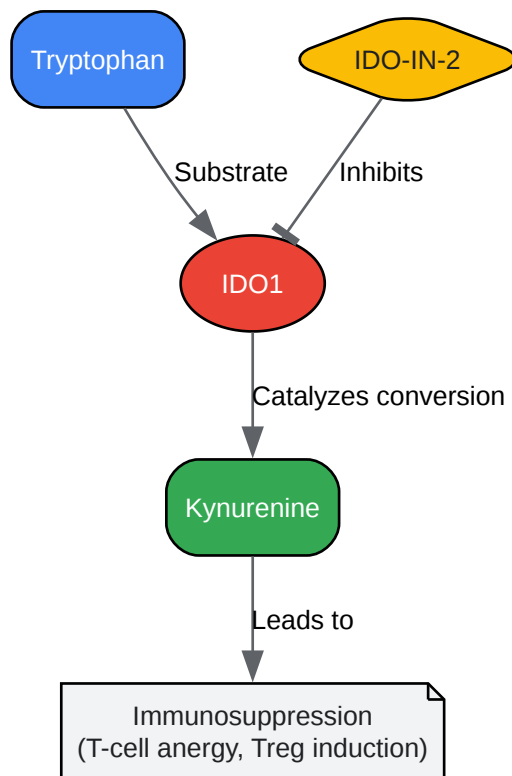 Tryptophan
IDO-IN-2
Substrate
Inhibits
IDO1
Catalyzes conversion
Kynurenine
Leads to
Immunosuppression
(T-cell anergy, Treg induction)